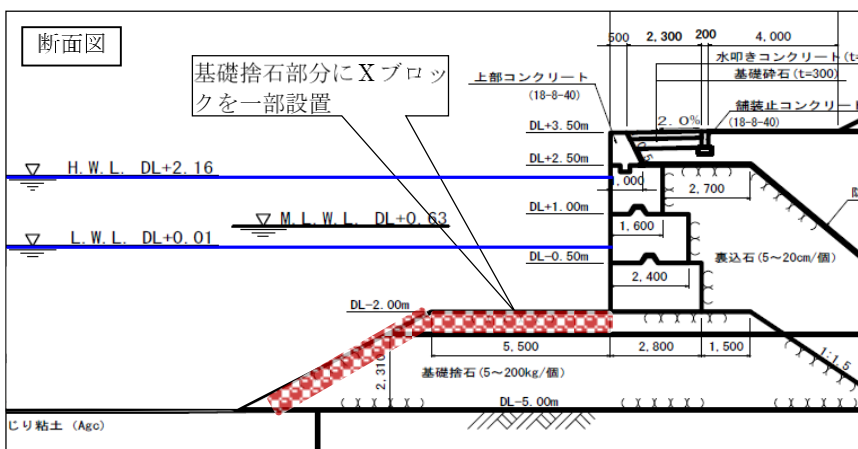 断面図
基礎捨石部分にXブロッ
クを一部設置
500
2,300
200
4,000
水叩きコンクリート(t=
基礎砕石(t=300)
上部コンクリート
(18-8-40)
舗装止コンクリート
(18-8-40)
DL+3.50m
2.0%
DL+2.50m
H.W.L. DL+2.16
1,000
2,700
DL+1.00m
M.L.W.L. DL+0.63
1,600
L.W.L. DL+0.01
DL-0.50m
裏込石(5~20cm/個)
2,400
DL-2.00m
5,500
2,800
1,500
1:1.5
2,310
基礎捨石(5~200kg/個)
DL-5.00m
じり粘土 (Agc)